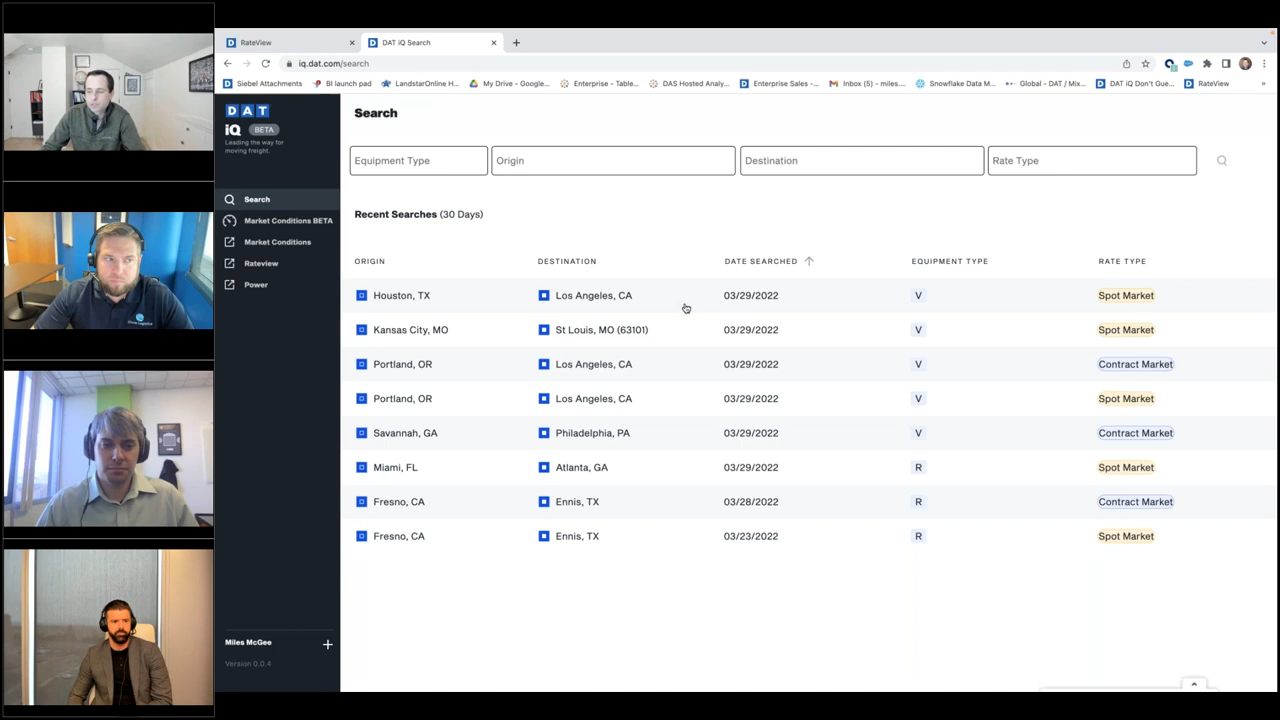 RateView
DAT iQ Search
iq.dat.com/search
Siebel Attachments
BI launch pad
LandstarOnline H...
My Drive – Google...
Enterprise - Table...
DAS Hosted Analy...
Enterprise Sales -...
Inbox (5) - miles....
Snowflake Data M...
Global - DAT / Mix...
DAT iQ Don't Gue...
RateView
»
DAT
iQ BETA
Leading the way for
moving freight.
Search
Market Conditions BETA
Market Conditions
Rateview
Power
Miles McGee
Version 0.0.4
Search
Equipment Type
Origin
Destination
Rate Type
Recent Searches (30 Days)
ORIGIN DESTINATION DATE SEARCHED EQUIPMENT TYPE RATE TYPE
Houston, TX Los Angeles, CA 03/29/2022 V Spot Market
Kansas City, MO St Louis, MO (63101) 03/29/2022 V Spot Market
Portland, OR Los Angeles, CA 03/29/2022 V Contract Market
Portland, OR Los Angeles, CA 03/29/2022 V Spot Market
Savannah, GA Philadelphia, PA 03/29/2022 V Contract Market
Miami, FL Atlanta, GA 03/29/2022 R Spot Market
Fresno, CA Ennis, TX 03/28/2022 R Contract Market
Fresno, CA Ennis, TX 03/23/2022 R Spot Market